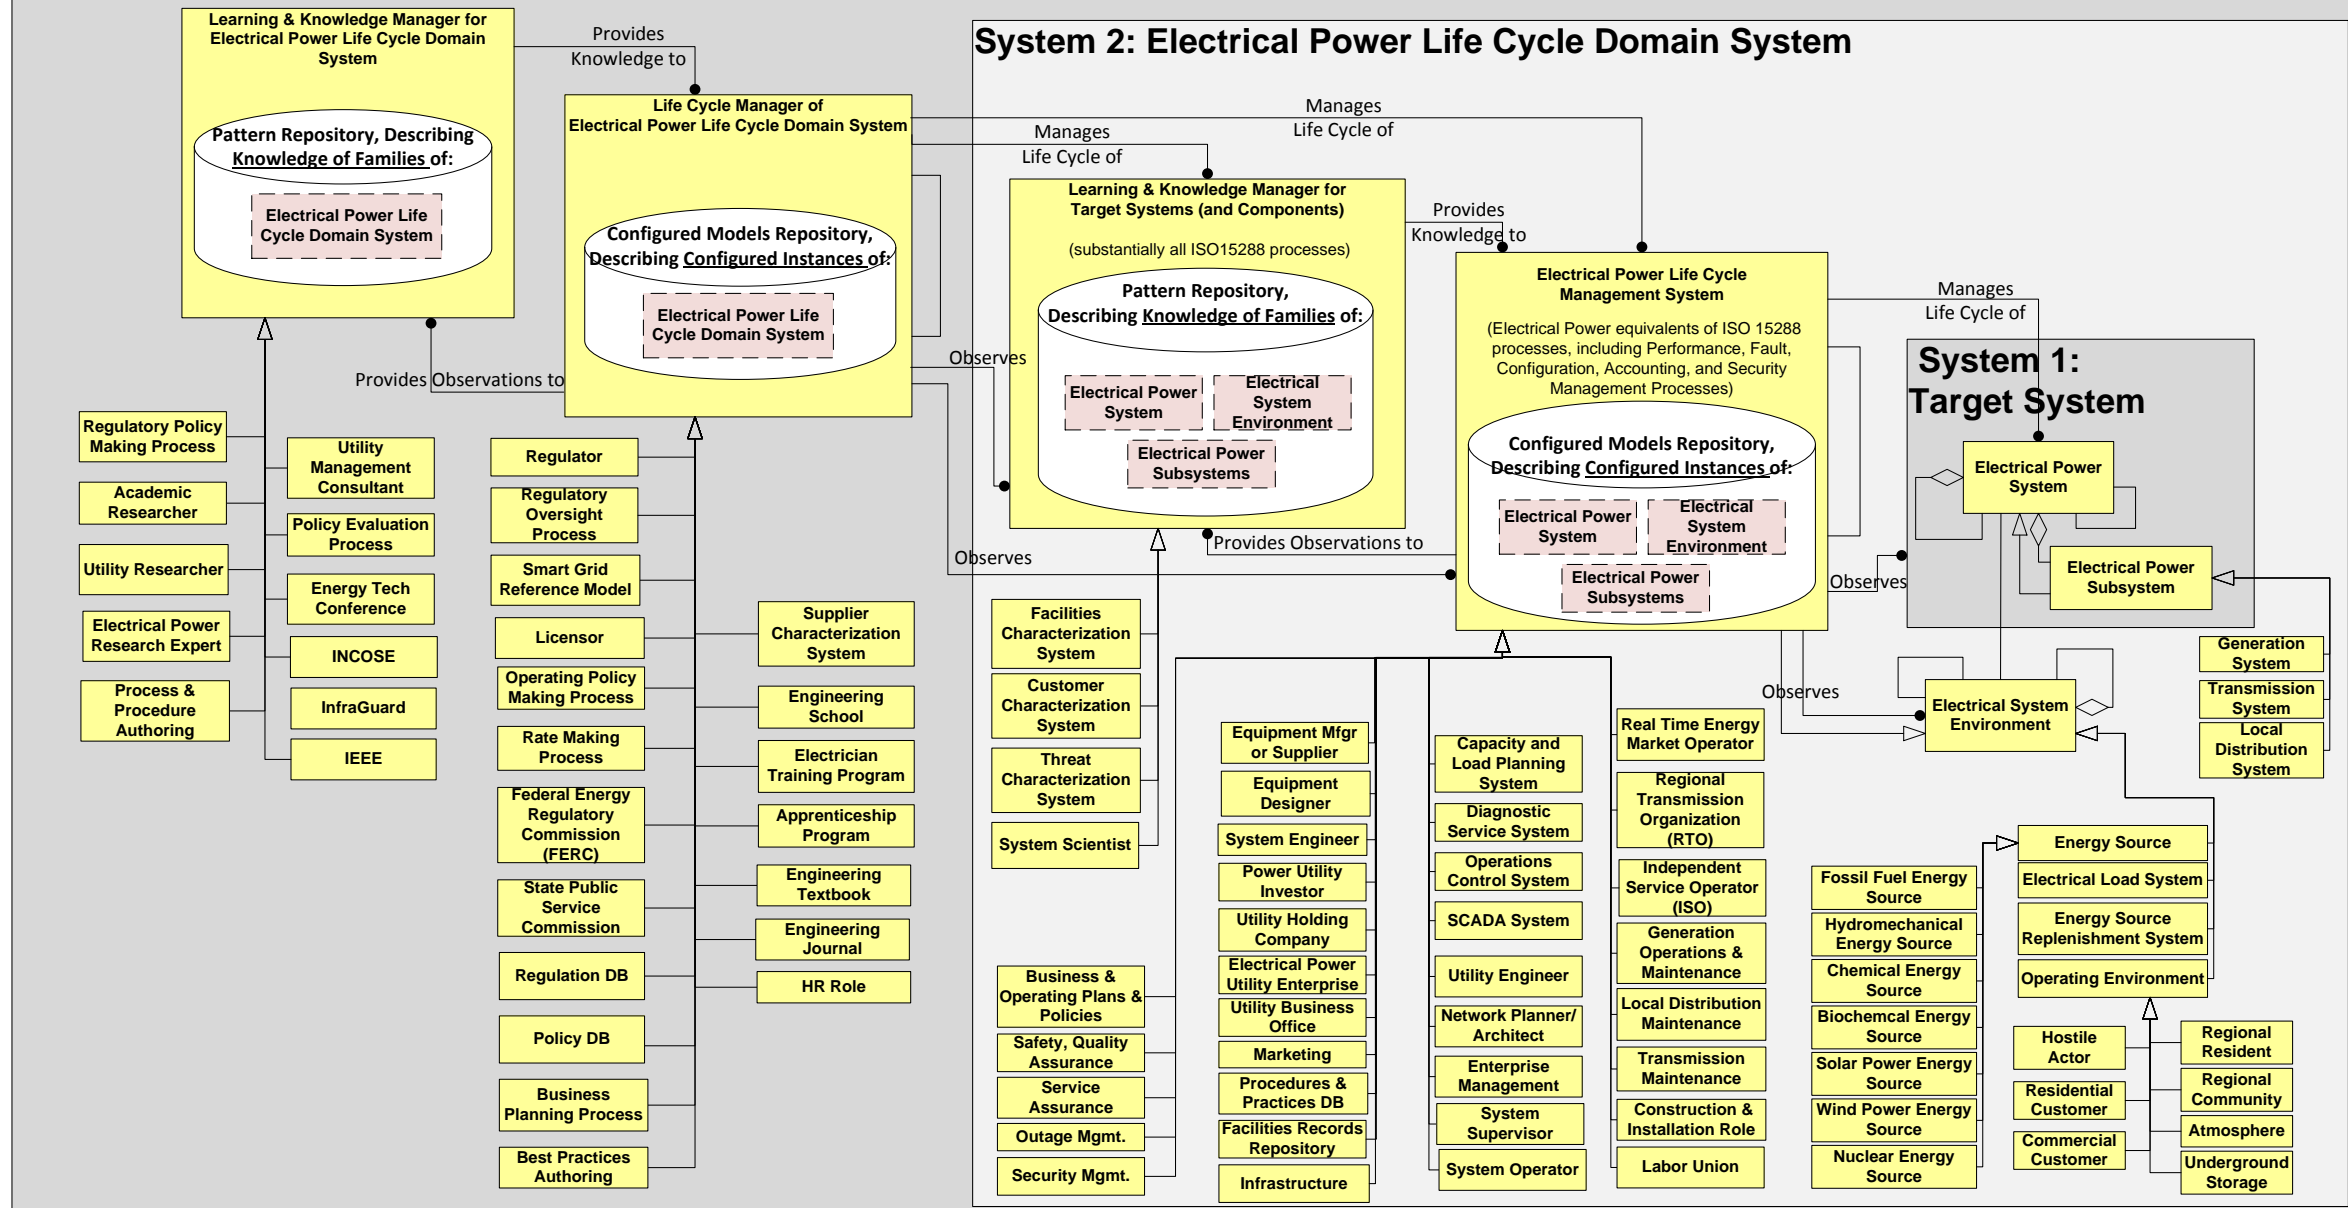 Learning & Knowledge Manager for
Electrical Power Life Cycle Domain
System
Pattern Repository, Describing
Knowledge of Families of:
Electrical Power Life
Cycle Domain System
Provides
Knowledge to
Life Cycle Manager of
Electrical Power Life Cycle Domain System
Configured Models Repository,
Describing Configured Instances of:
Electrical Power Life
Cycle Domain System
Provides Observations to
System 2: Electrical Power Life Cycle Domain System
Manages
Life Cycle of
Manages
Life Cycle of
Learning & Knowledge Manager for
Target Systems (and Components)
(substantially all ISO15288 processes)
Pattern Repository,
Describing Knowledge of Families of:
Electrical Power
System
Electrical
System
Environment
Electrical Power
Subsystems
Provides
Knowledge to
Observes
Observes
Provides Observations to
Electrical Power Life Cycle
Management System
(Electrical Power equivalents of ISO 15288
processes, including Performance, Fault,
Configuration, Accounting, and Security
Management Processes)
Configured Models Repository,
Describing Configured Instances of:
Electrical Power
System
Electrical
System
Environment
Electrical Power
Subsystems
Manages
Life Cycle of
Observes
Observes
System 1:
Target System
Electrical Power
System
Electrical Power
Subsystem
Electrical System
Environment
Generation
System
Transmission
System
Local
Distribution
System
Regulatory Policy
Making Process
Academic
Researcher
Utility Researcher
Electrical Power
Research Expert
Process &
Procedure
Authoring
Utility
Management
Consultant
Policy Evaluation
Process
Energy Tech
Conference
INCOSE
InfraGuard
IEEE
Regulator
Regulatory
Oversight
Process
Smart Grid
Reference Model
Licensor
Operating Policy
Making Process
Rate Making
Process
Federal Energy
Regulatory
Commission
(FERC)
State Public
Service
Commission
Regulation DB
Policy DB
Business
Planning Process
Best Practices
Authoring
Supplier
Characterization
System
Engineering
School
Electrician
Training Program
Apprenticeship
Program
Engineering
Textbook
Engineering
Journal
HR Role
Facilities
Characterization
System
Customer
Characterization
System
Threat
Characterization
System
System Scientist
Business &
Operating Plans &
Policies
Safety, Quality
Assurance
Service
Assurance
Outage Mgmt.
Security Mgmt.
Equipment Mfgr
or Supplier
Equipment
Designer
System Engineer
Power Utility
Investor
Utility Holding
Company
Electrical Power
Utility Enterprise
Utility Business
Office
Marketing
Procedures &
Practices DB
Facilities Records
Repository
Infrastructure
Capacity and
Load Planning
System
Diagnostic
Service System
Operations
Control System
SCADA System
Utility Engineer
Network Planner/
Architect
Enterprise
Management
System
Supervisor
System Operator
Real Time Energy
Market Operator
Regional
Transmission
Organization
(RTO)
Independent
Service Operator
(ISO)
Generation
Operations &
Maintenance
Local Distribution
Maintenance
Transmission
Maintenance
Construction &
Installation Role
Labor Union
Fossil Fuel Energy
Source
Hydromechanical
Energy Source
Chemical Energy
Source
Biochemcal Energy
Source
Solar Power Energy
Source
Wind Power Energy
Source
Nuclear Energy
Source
Energy Source
Electrical Load System
Energy Source
Replenishment System
Operating Environment
Hostile
Actor
Residential
Customer
Commercial
Customer
Regional
Resident
Regional
Community
Atmosphere
Underground
Storage